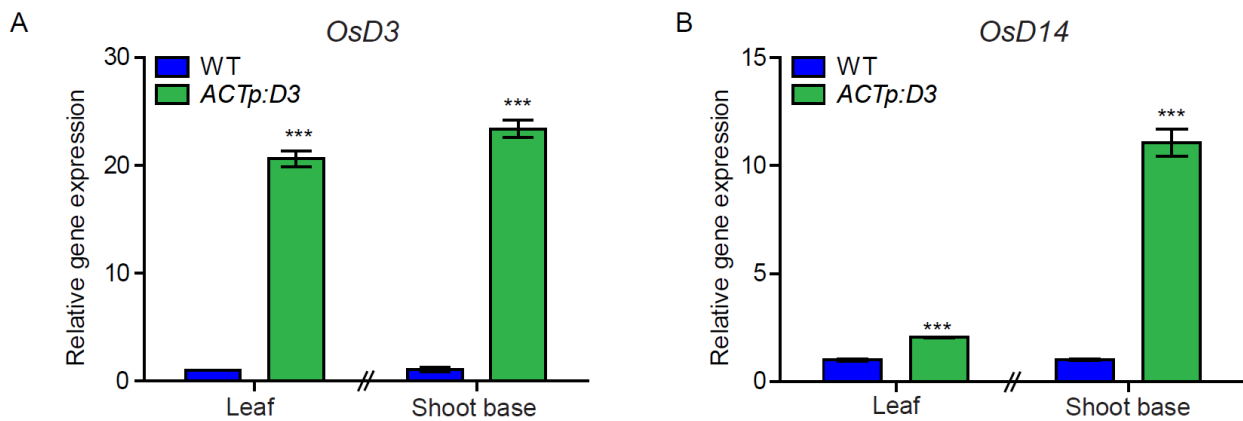 A
OsD3
Relative gene expression
30
20
10
0
WT
ACTp:D3
***
***
Leaf
//
Shoot base
B
OsD14
Relative gene expression
15
10
5
0
WT
ACTp:D3
***
***
Leaf
//
Shoot base